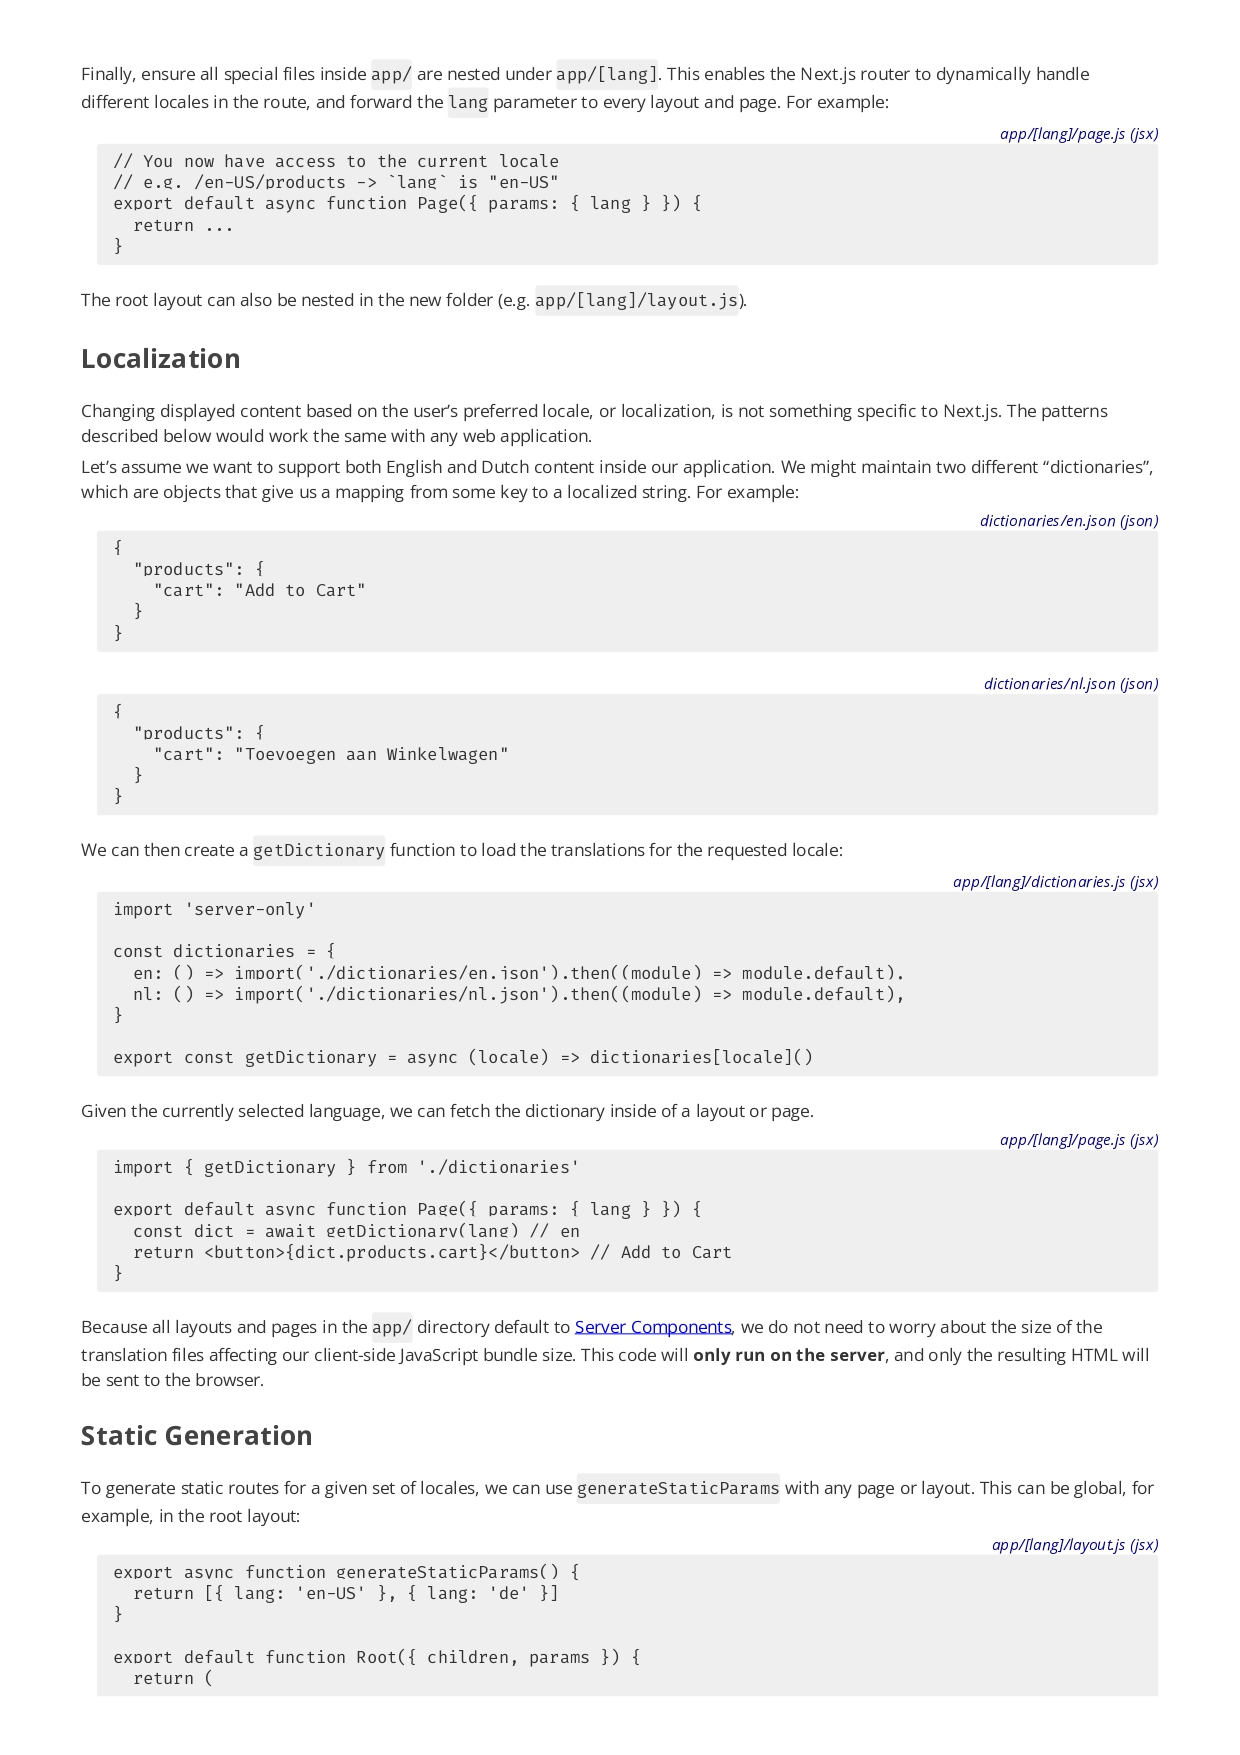 Finally, ensure all special files inside app/ are nested under app/[lang]. This enables the Next.js router to dynamically handle
different locales in the route, and forward the lang parameter to every layout and page. For example:
app/[lang]/page.js (jsx)
// You now have access to the current locale
// e.g. /en-US/products -> `lang` is "en-US"
export default async function Page({ params: { lang } }) {
  return ...
}
The root layout can also be nested in the new folder (e.g. app/[lang]/layout.js).
Localization
Changing displayed content based on the user’s preferred locale, or localization, is not something specific to Next.js. The patterns
described below would work the same with any web application.
Let’s assume we want to support both English and Dutch content inside our application. We might maintain two different “dictionaries”,
which are objects that give us a mapping from some key to a localized string. For example:
dictionaries/en.json (json)
{
  "products": {
    "cart": "Add to Cart"
  }
}
dictionaries/nl.json (json)
{
  "products": {
    "cart": "Toevoegen aan Winkelwagen"
  }
}
We can then create a getDictionary function to load the translations for the requested locale:
app/[lang]/dictionaries.js (jsx)
import 'server-only'

const dictionaries = {
  en: () => import('./dictionaries/en.json').then((module) => module.default),
  nl: () => import('./dictionaries/nl.json').then((module) => module.default),
}

export const getDictionary = async (locale) => dictionaries[locale]()
Given the currently selected language, we can fetch the dictionary inside of a layout or page.
app/[lang]/page.js (jsx)
import { getDictionary } from './dictionaries'

export default async function Page({ params: { lang } }) {
  const dict = await getDictionary(lang) // en
  return <button>{dict.products.cart}</button> // Add to Cart
}
Because all layouts and pages in the app/ directory default to Server Components, we do not need to worry about the size of the
translation files affecting our client-side JavaScript bundle size. This code will only run on the server, and only the resulting HTML will
be sent to the browser.
Static Generation
To generate static routes for a given set of locales, we can use generateStaticParams with any page or layout. This can be global, for
example, in the root layout:
app/[lang]/layout.js (jsx)
export async function generateStaticParams() {
  return [{ lang: 'en-US' }, { lang: 'de' }]
}

export default function Root({ children, params }) {
  return (